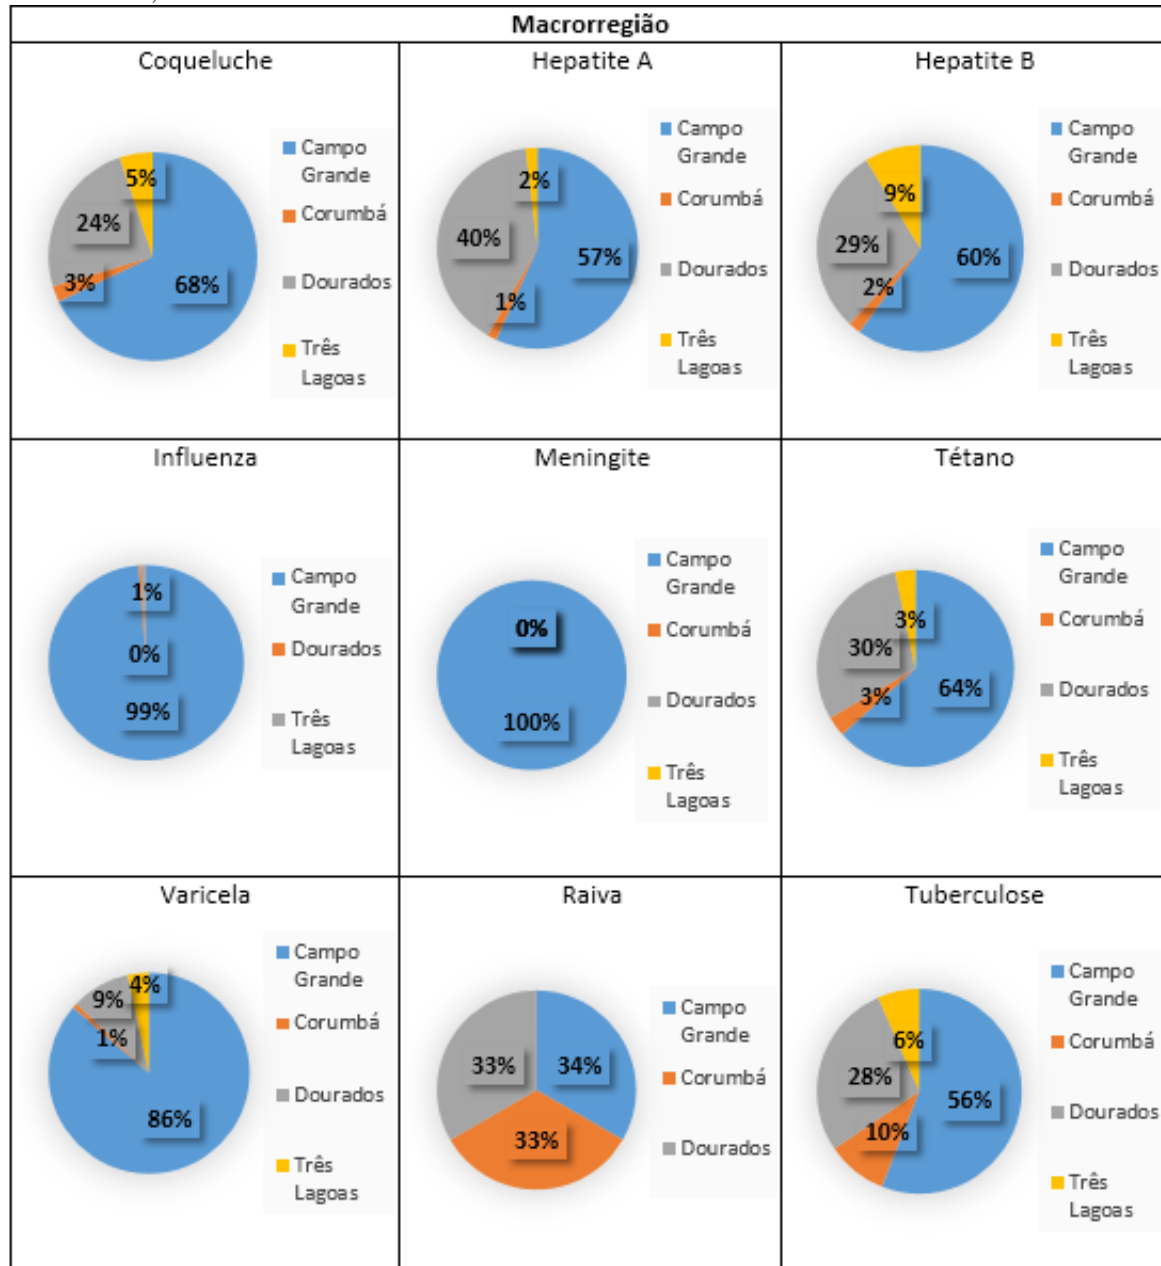 Macrorregião
Coqueluche
Campo
Grande
Corumbá
Dourados
Três
Lagoas
5%
24%
3%
68%
Hepatite A
Campo
Grande
Corumbá
Dourados
Três
Lagoas
2%
40%
57%
1%
Hepatite B
Campo
Grande
Corumbá
Dourados
Três
Lagoas
9%
29%
60%
2%
Influenza
Campo
Grande
Dourados
Três
Lagoas
1%
0%
99%
Meningite
Campo
Grande
Corumbá
Dourados
Três
Lagoas
0%
100%
Tétano
Campo
Grande
Corumbá
Dourados
Três
Lagoas
3%
30%
3%
64%
Varicela
Campo
Grande
Corumbá
Dourados
Três
Lagoas
4%
9%
1%
86%
Raiva
Campo
Grande
Corumbá
Dourados
33%
34%
33%
Tuberculose
Campo
Grande
Corumbá
Dourados
Três
Lagoas
6%
28%
56%
10%